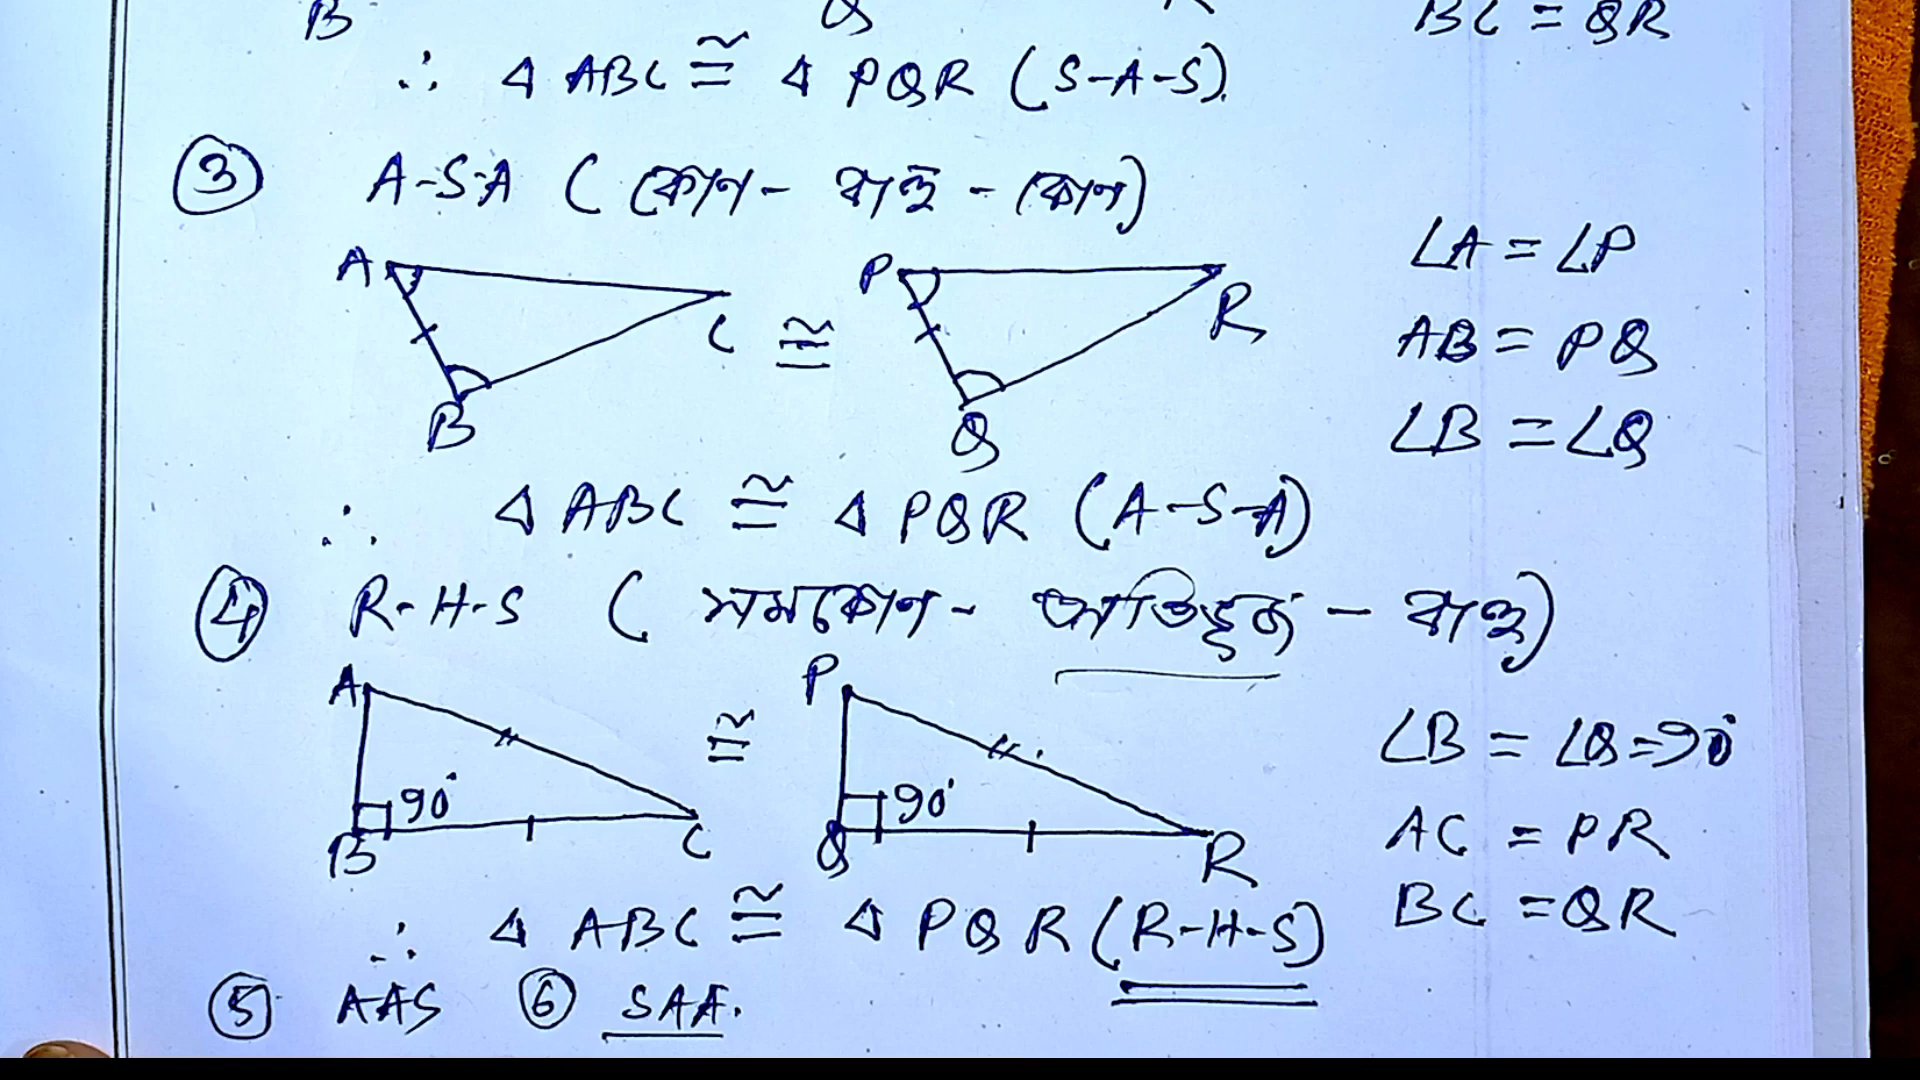 B Q R BC = QR
∴ △ ABC ≅ △ PQR (S-A-S).
③ A-S-A (কোণ - বাহু - কোণ)
A C ≅ P R ∠A = ∠P
AB = PQ
B Q ∠B = ∠Q
∴ △ ABC ≅ △ PQR (A-S-A)
④ R-H-S (সমকোণ - অতিভূজ - বাহু)
A ≅ P ∠B = ∠Q = 90°
90° 90° AC = PR
B C Q R
∴ △ ABC ≅ △ PQR (R-H-S) BC = QR
⑤ AAS ⑥ SAA.